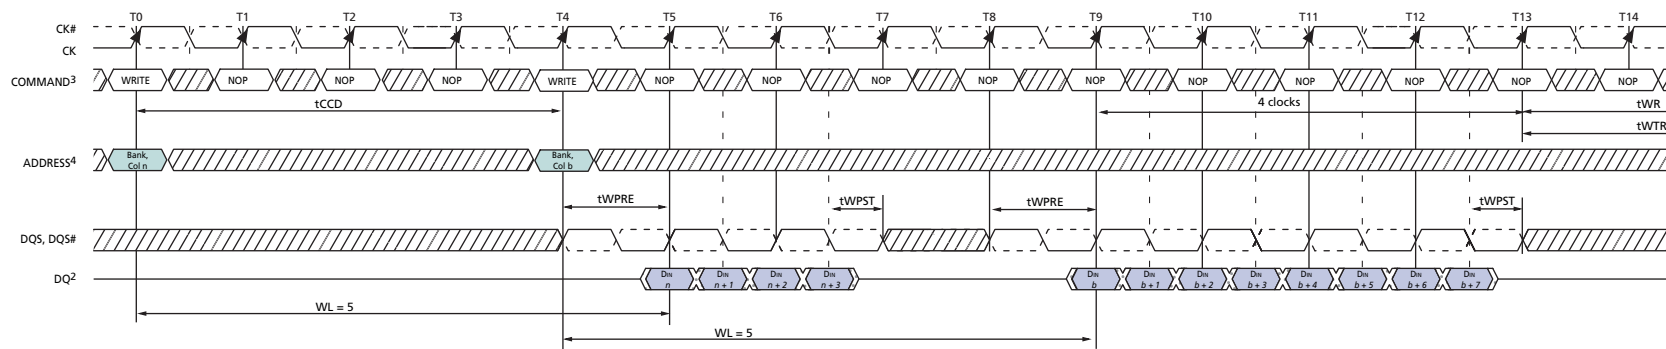 T0 T1 T2 T3 T4 T5 T6 T7 T8 T9 T10 T11 T12 T13 T14
CK#
CK
COMMAND3 WRITE NOP NOP NOP WRITE NOP NOP NOP NOP NOP NOP NOP NOP NOP NOP
tCCD 4 clocks tWR
tWTR
ADDRESS4 Bank, Col n Bank, Col b
tWPRE tWPST tWPRE tWPST
DQS, DQS#
DQ2 DIN n DIN n + 1 DIN n + 2 DIN n + 3 DIN b DIN b + 1 DIN b + 2 DIN b + 3 DIN b + 4 DIN b + 5 DIN b + 6 DIN b + 7
WL = 5
WL = 5